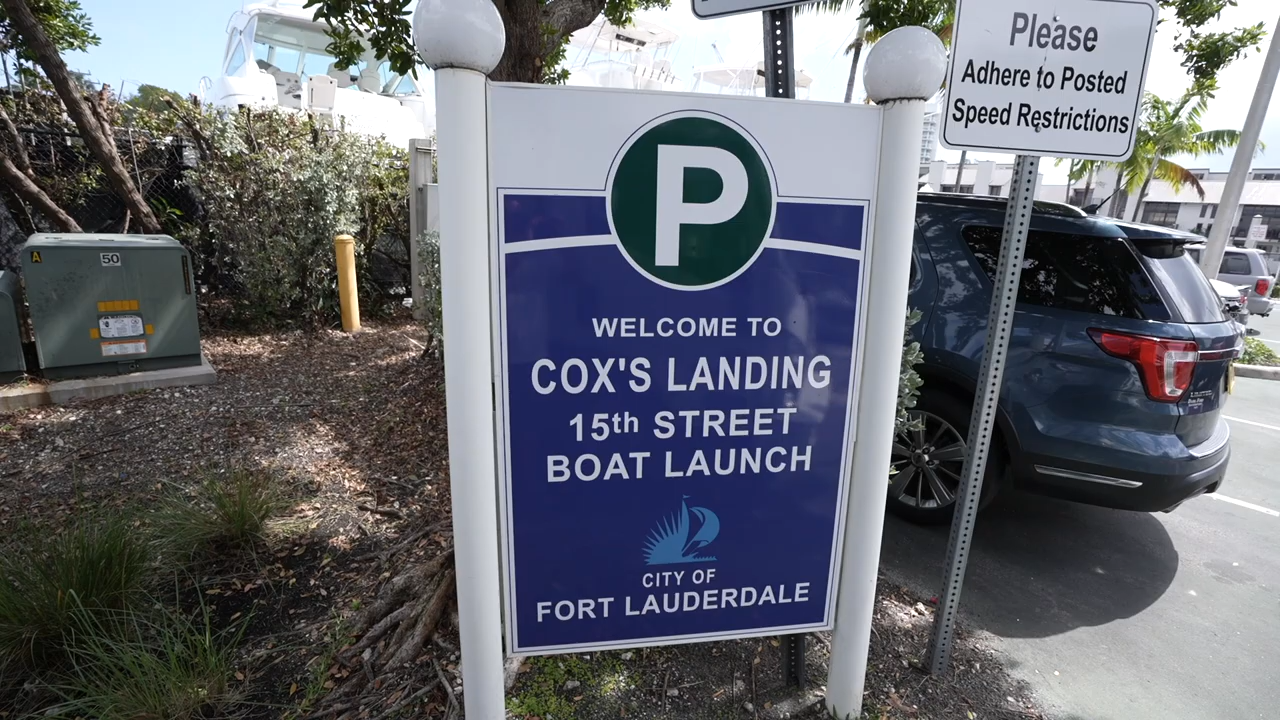 Please
Adhere to Posted
Speed Restrictions
P
WELCOME TO
COX'S LANDING
15th STREET
BOAT LAUNCH
CITY OF
FORT LAUDERDALE
A
50